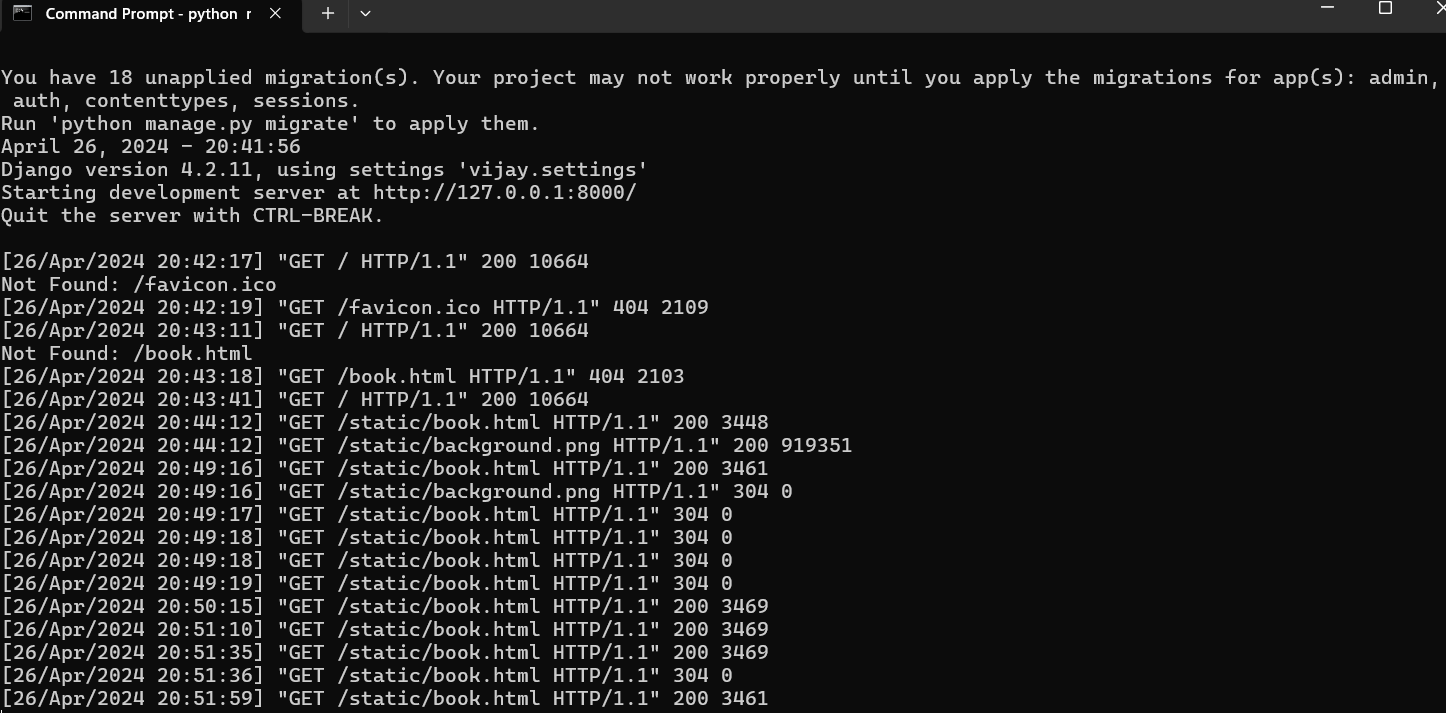 Command Prompt - python r
You have 18 unapplied migration(s). Your project may not work properly until you apply the migrations for app(s): admin,
auth, contenttypes, sessions.
Run 'python manage.py migrate' to apply them.
April 26, 2024 - 20:41:56
Django version 4.2.11, using settings 'vijay.settings'
Starting development server at http://127.0.0.1:8000/
Quit the server with CTRL-BREAK.
[26/Apr/2024 20:42:17] "GET / HTTP/1.1" 200 10664
Not Found: /favicon.ico
[26/Apr/2024 20:42:19] "GET /favicon.ico HTTP/1.1" 404 2109
[26/Apr/2024 20:43:11] "GET / HTTP/1.1" 200 10664
Not Found: /book.html
[26/Apr/2024 20:43:18] "GET /book.html HTTP/1.1" 404 2103
[26/Apr/2024 20:43:41] "GET / HTTP/1.1" 200 10664
[26/Apr/2024 20:44:12] "GET /static/book.html HTTP/1.1" 200 3448
[26/Apr/2024 20:44:12] "GET /static/background.png HTTP/1.1" 200 919351
[26/Apr/2024 20:49:16] "GET /static/book.html HTTP/1.1" 200 3461
[26/Apr/2024 20:49:16] "GET /static/background.png HTTP/1.1" 304 0
[26/Apr/2024 20:49:17] "GET /static/book.html HTTP/1.1" 304 0
[26/Apr/2024 20:49:18] "GET /static/book.html HTTP/1.1" 304 0
[26/Apr/2024 20:49:18] "GET /static/book.html HTTP/1.1" 304 0
[26/Apr/2024 20:49:19] "GET /static/book.html HTTP/1.1" 304 0
[26/Apr/2024 20:50:15] "GET /static/book.html HTTP/1.1" 200 3469
[26/Apr/2024 20:51:10] "GET /static/book.html HTTP/1.1" 200 3469
[26/Apr/2024 20:51:35] "GET /static/book.html HTTP/1.1" 200 3469
[26/Apr/2024 20:51:36] "GET /static/book.html HTTP/1.1" 304 0
[26/Apr/2024 20:51:59] "GET /static/book.html HTTP/1.1" 200 3461